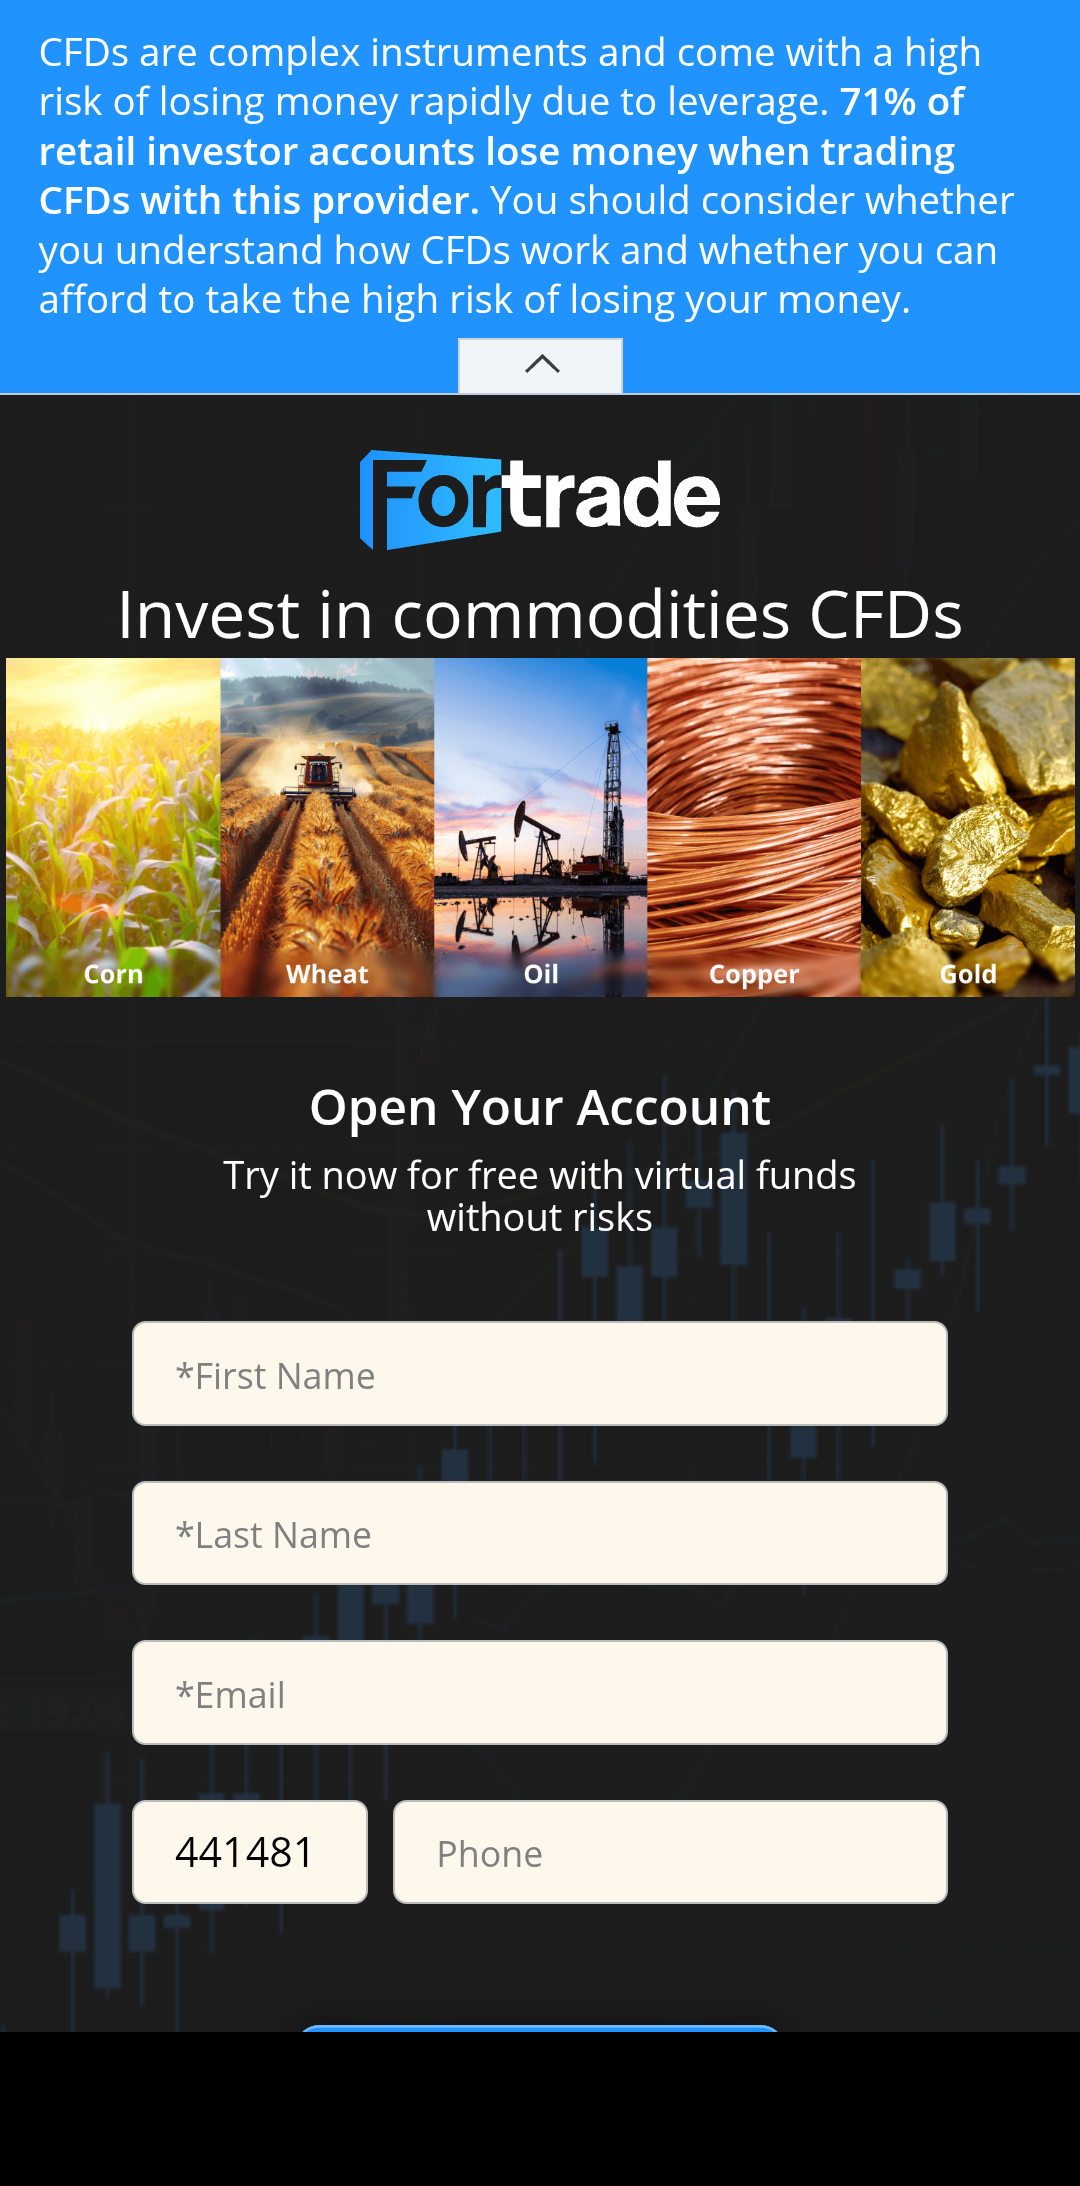 CFDs are complex instruments and come with a high
risk of losing money rapidly due to leverage. 71% of
retail investor accounts lose money when trading
CFDs with this provider. You should consider whether
you understand how CFDs work and whether you can
afford to take the high risk of losing your money.
Fortrade
Invest in commodities CFDs
Corn Wheat Oil Copper Gold
Open Your Account
Try it now for free with virtual funds
without risks
*First Name
*Last Name
*Email
441481 Phone